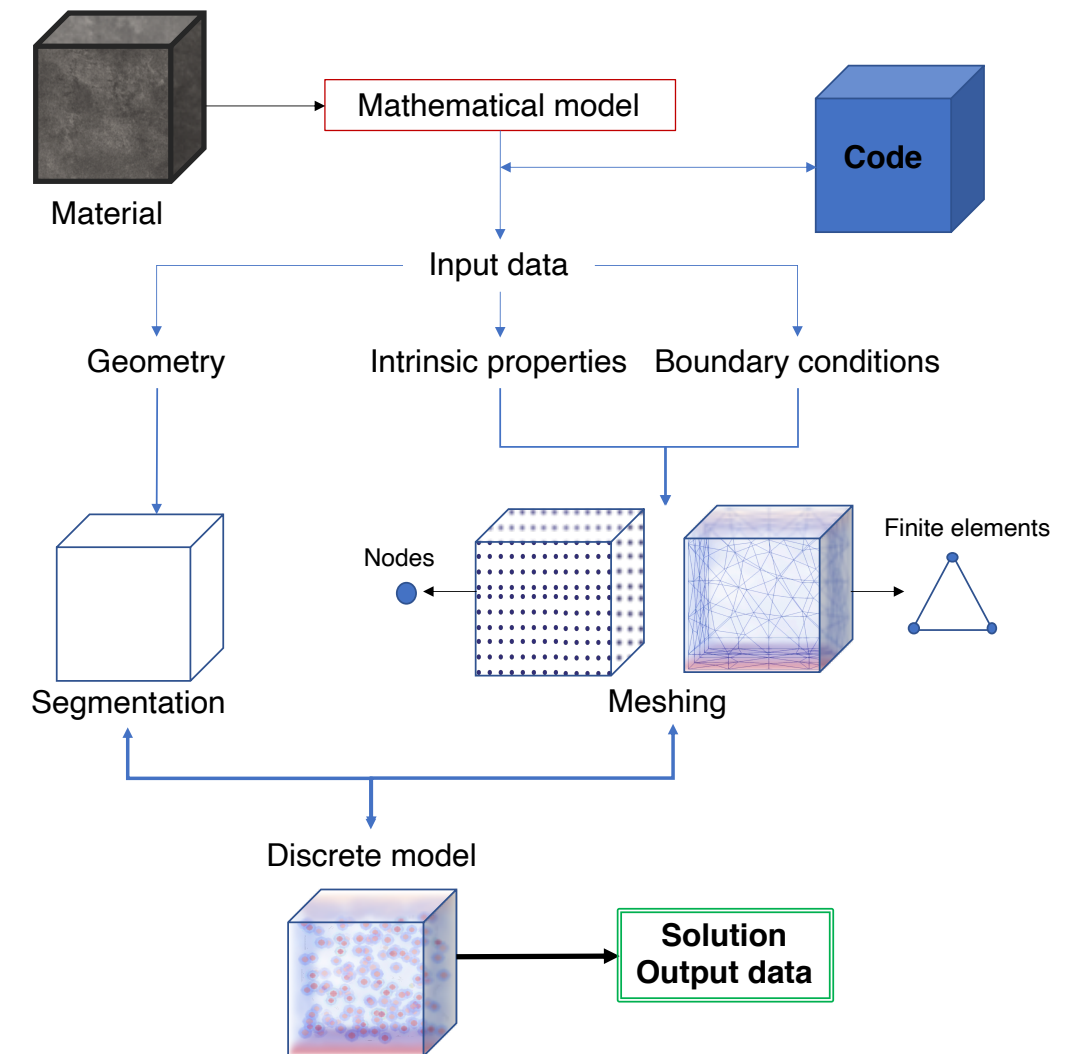 Mathematical model
Code
Material
Input data
Geometry
Intrinsic properties
Boundary conditions
Finite elements
Nodes
Segmentation
Meshing
Discrete model
Solution
Output data